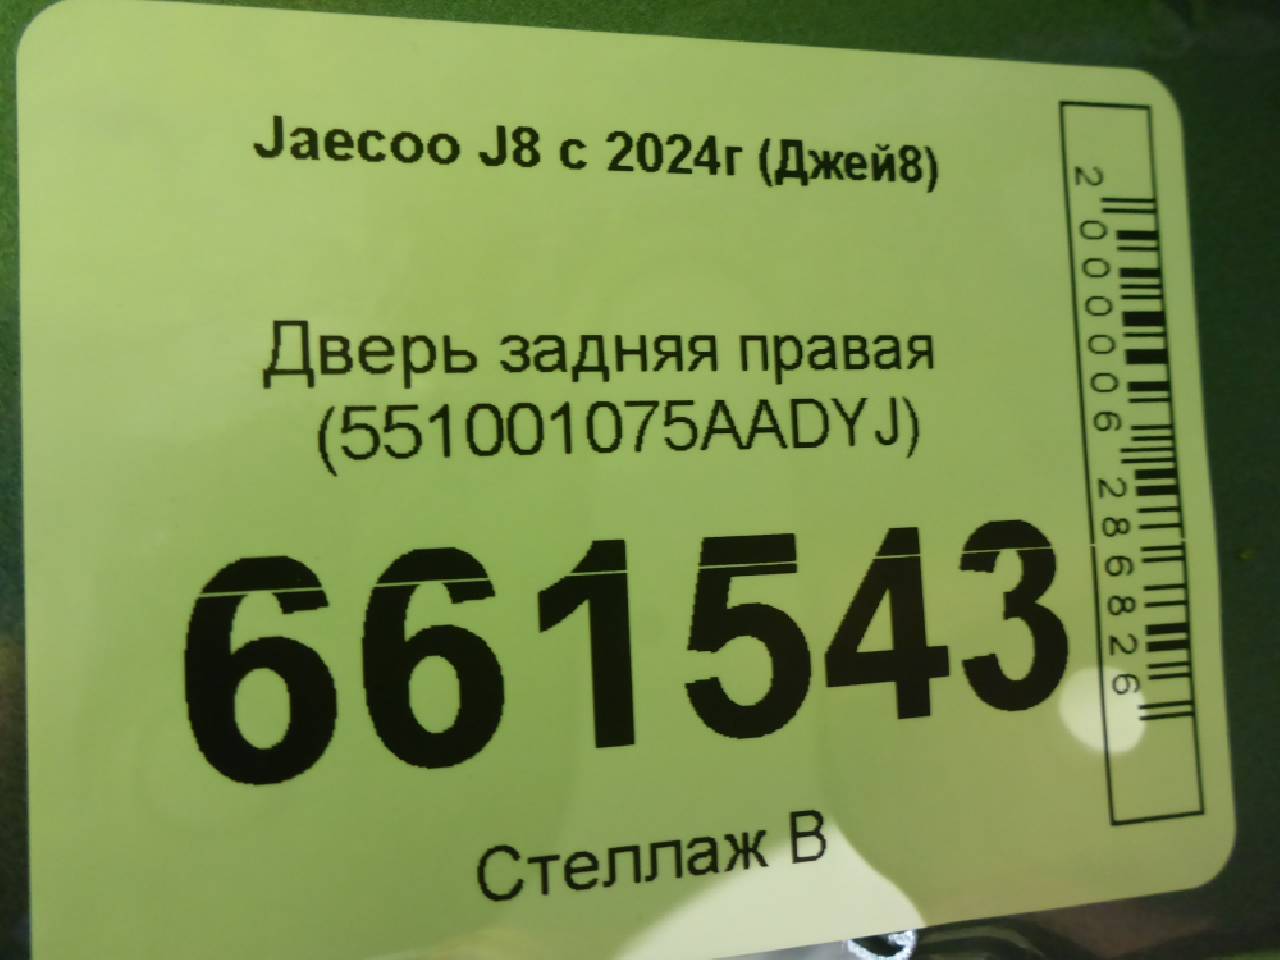 Jaecoo J8 с 2024г (Джей8)
Дверь задняя правая
(551001075AADYJ)
661543
Стеллаж В
2000006286826